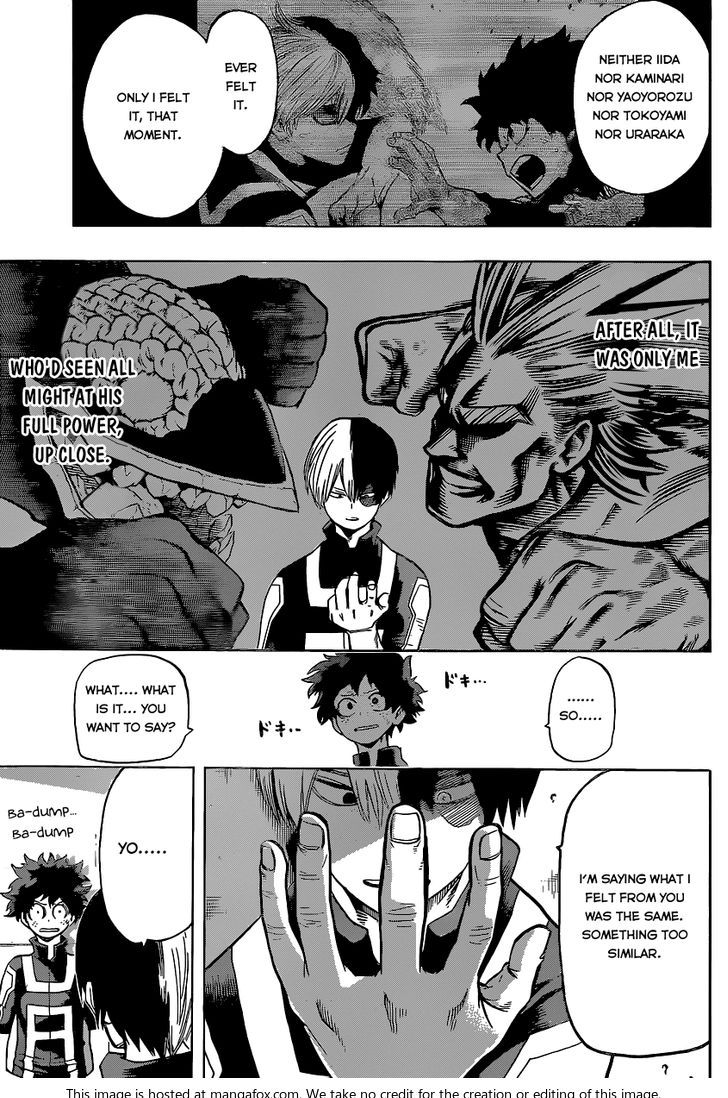 NEITHER IIDA
NOR KAMINARI
NOR YAOYOROZU
NOR TOKOYAMI
NOR URARAKA
EVER
FELT
IT.
ONLY I FELT
IT, THAT
MOMENT.
AFTER ALL, IT
WAS ONLY ME
WHO'D SEEN ALL
MIGHT AT HIS
FULL POWER,
UP CLOSE.
......
SO.....
ドキ...
ドキ...
WHAT.... WHAT
IS IT... YOU
WANT TO SAY?
I'M SAYING WHAT I
FELT FROM YOU
WAS THE SAME.
SOMETHING TOO
SIMILAR.
?
YO.....
Ba-dump...
Ba-dump
This image is hosted at mangafox.com. We take no credit for the creation or editing of this image.